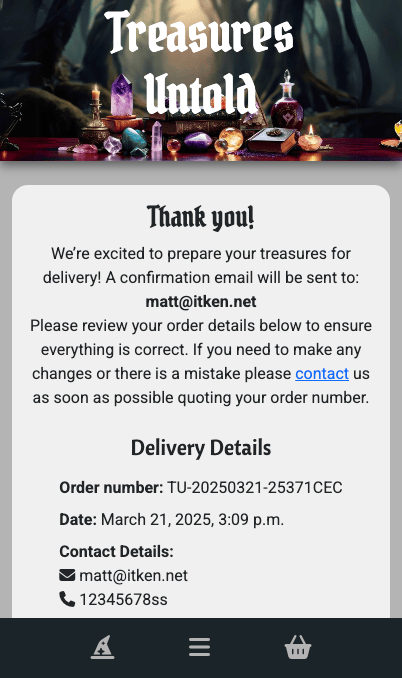 Treasures
Untold
Thank you!
We’re excited to prepare your treasures for
delivery! A confirmation email will be sent to:
matt@itken.net
Please review your order details below to ensure
everything is correct. If you need to make any
changes or there is a mistake please contact us
as soon as possible quoting your order number.
Delivery Details
Order number: TU-20250321-25371CEC
Date: March 21, 2025, 3:09 p.m.
Contact Details:
matt@itken.net
12345678ss